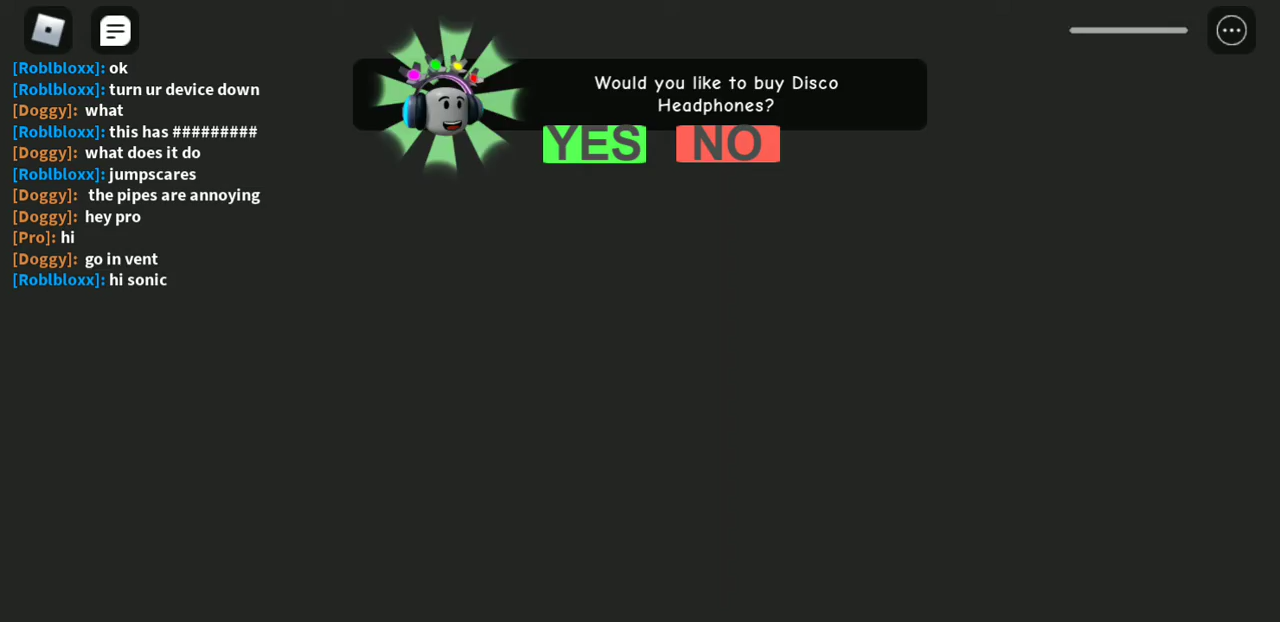 [Roblbloxx]: ok
[Roblbloxx]: turn ur device down
[Doggy]: what
[Roblbloxx]: this has #########
[Doggy]: what does it do
[Roblbloxx]: jumpscares
[Doggy]: the pipes are annoying
[Doggy]: hey pro
[Pro]: hi
[Doggy]: go in vent
[Roblbloxx]: hi sonic
Would you like to buy Disco
Headphones?
YES NO